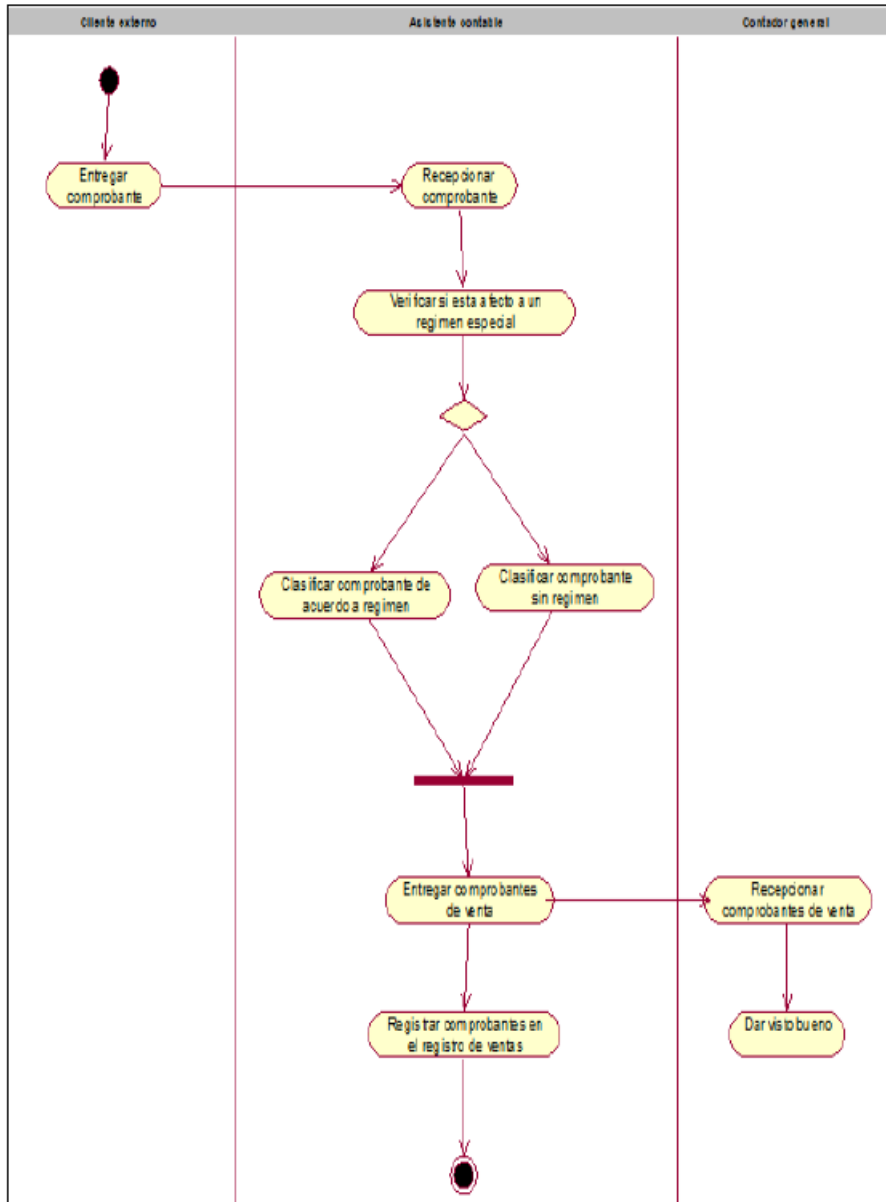 Cliente externo
Asistente contable
Contador general
Entregar
comprobante
Recepcionar
comprobante
Verificar si esta afecto a un
regimen especial
Clasificar comprobante de
acuerdo a regimen
Clasificar comprobante
sin regimen
Entregar comprobantes
de venta
Recepcionar
comprobantes de venta
Registrar comprobantes en
el registro de ventas
Dar visto bueno